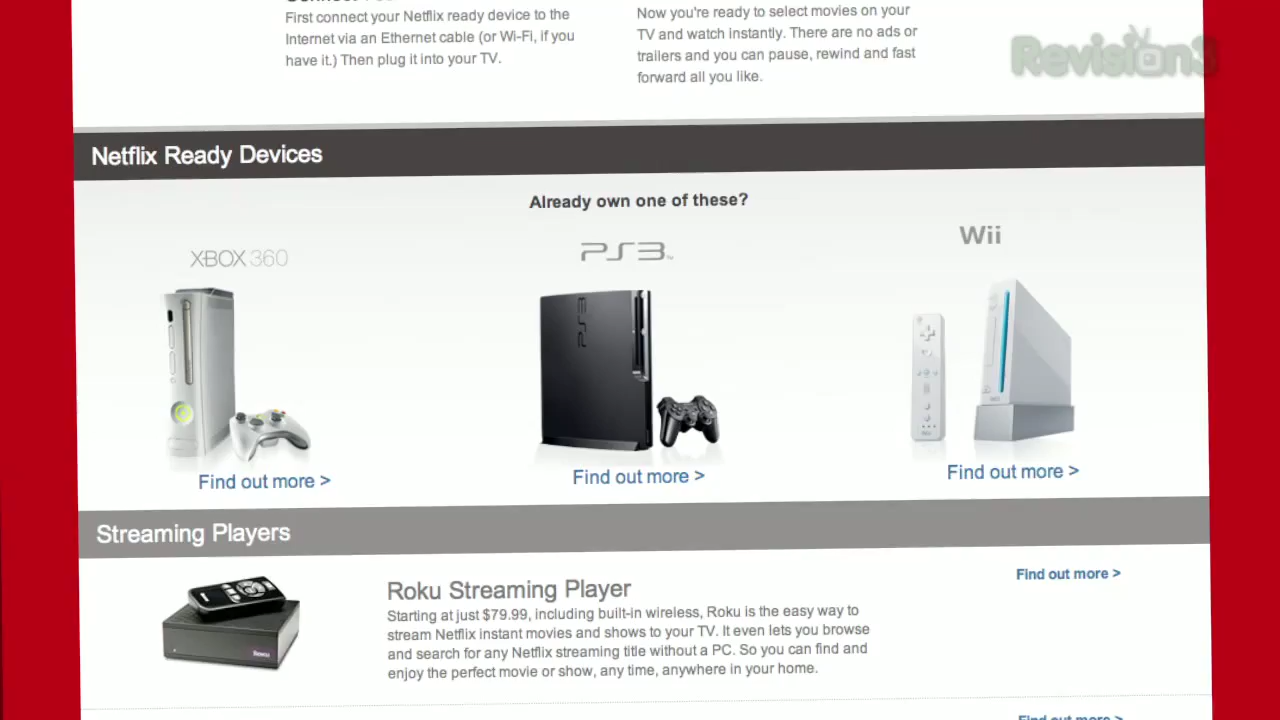 First connect your Netflix ready device to the
Internet via an Ethernet cable (or Wi-Fi, if you
have it.) Then plug it into your TV.
Now you're ready to select movies on your
TV and watch instantly. There are no ads or
trailers and you can pause, rewind and fast
forward all you like.
Revision3
Netflix Ready Devices
Already own one of these?
XBOX 360
PS3™
Wii
PS3
Find out more >
Find out more >
Find out more >
Streaming Players
Roku
Roku Streaming Player
Find out more >
Starting at just $79.99, including built-in wireless, Roku is the easy way to
stream Netflix instant movies and shows to your TV. It even lets you browse
and search for any Netflix streaming title without a PC. So you can find and
enjoy the perfect movie or show, any time, anywhere in your home.
Find out more >